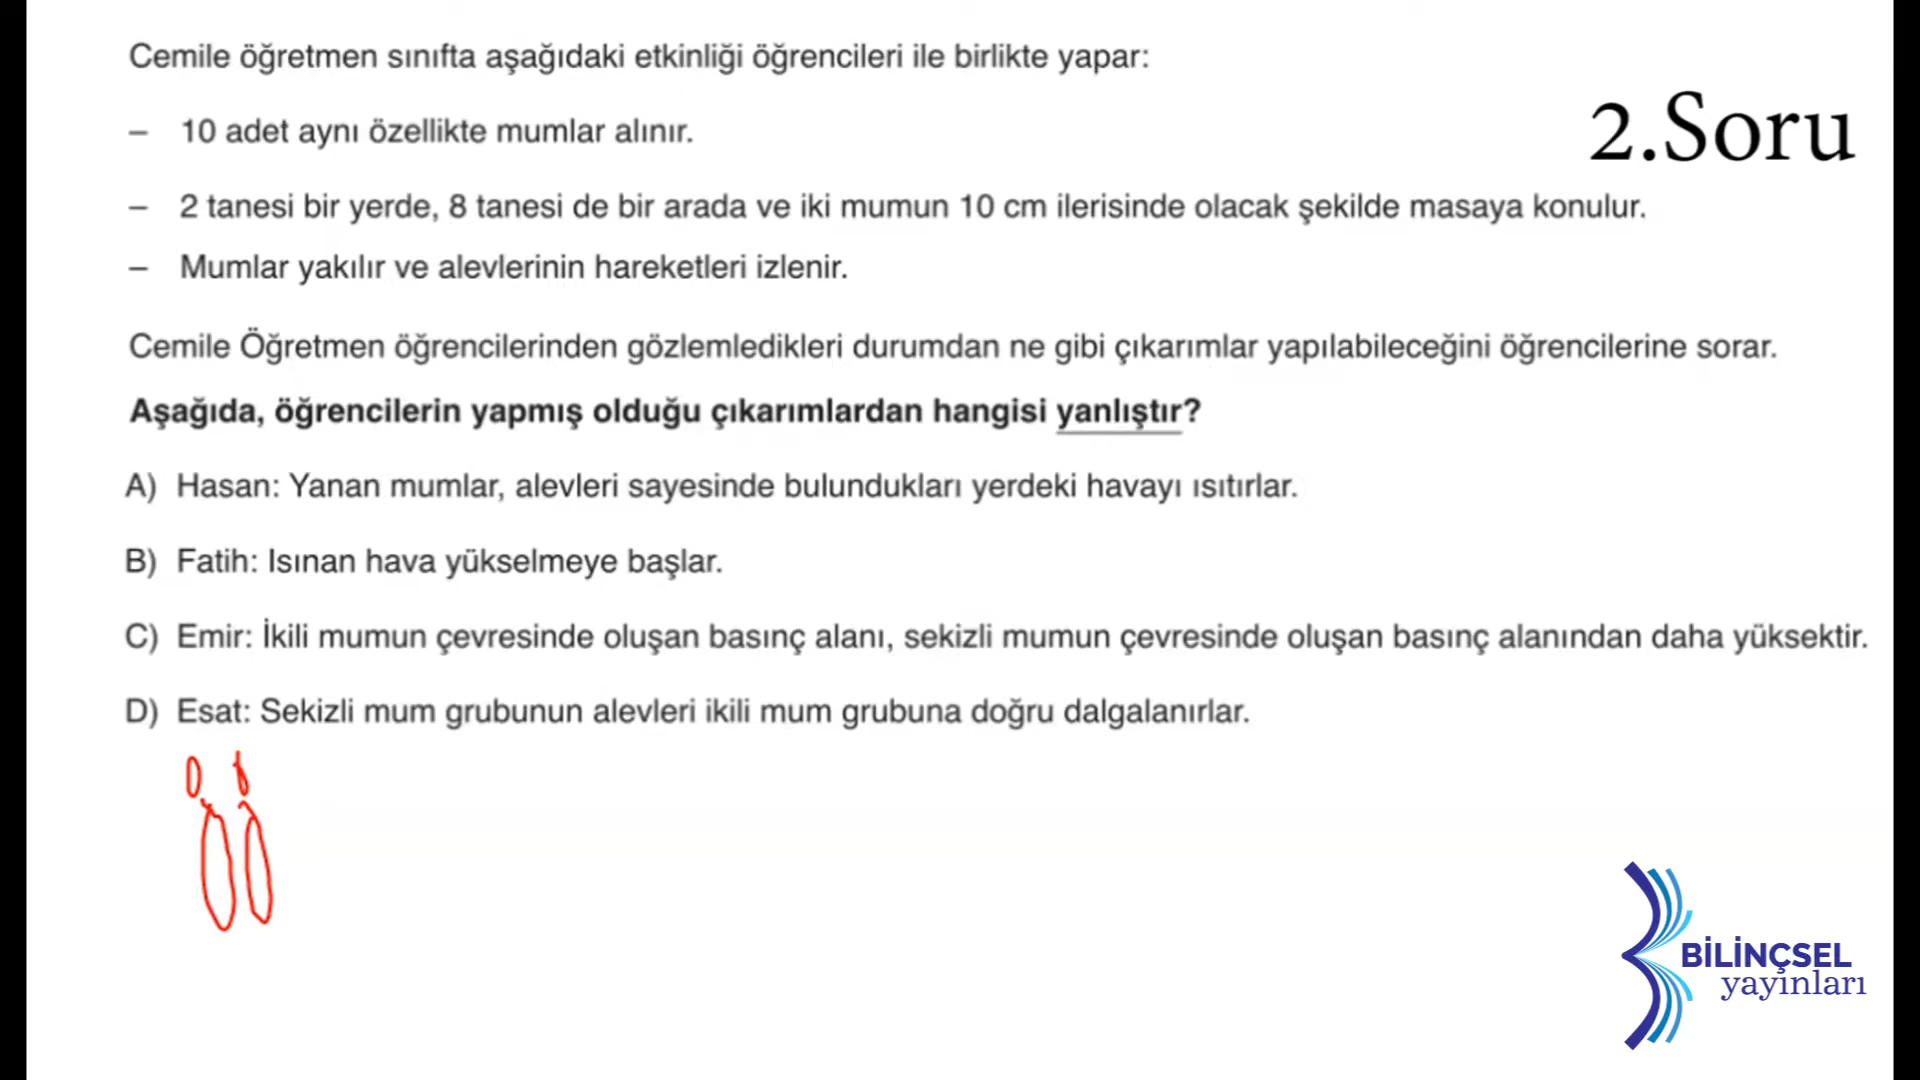 Cemile öğretmen sınıfta aşağıdaki etkinliği öğrencileri ile birlikte yapar:
2.Soru
– 10 adet aynı özellikte mumlar alınır.
– 2 tanesi bir yerde, 8 tanesi de bir arada ve iki mumun 10 cm ilerisinde olacak şekilde masaya konulur.
– Mumlar yakılır ve alevlerinin hareketleri izlenir.
Cemile Öğretmen öğrencilerinden gözlemledikleri durumdan ne gibi çıkarımlar yapılabileceğini öğrencilerine sorar.
Aşağıda, öğrencilerin yapmış olduğu çıkarımlardan hangisi yanlıştır?
A) Hasan: Yanan mumlar, alevleri sayesinde bulundukları yerdeki havayı ısıtırlar.
B) Fatih: Isınan hava yükselmeye başlar.
C) Emir: İkili mumun çevresinde oluşan basınç alanı, sekizli mumun çevresinde oluşan basınç alanından daha yüksektir.
D) Esat: Sekizli mum grubunun alevleri ikili mum grubuna doğru dalgalanırlar.
BİLİNÇSEL
yayınları